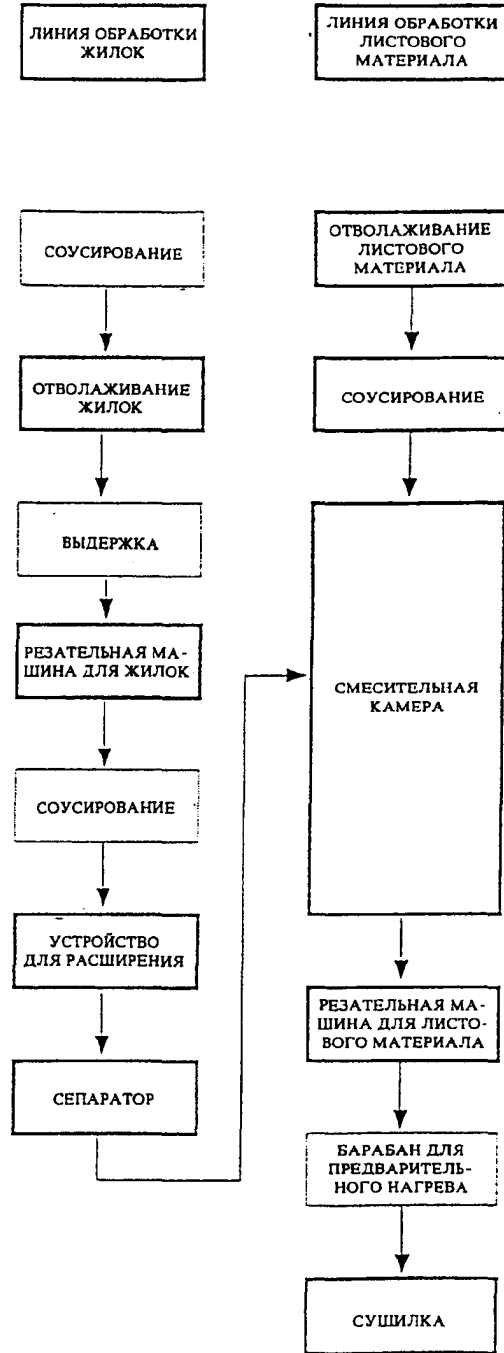 ЛИНИЯ ОБРАБОТКИ
ЖИЛОК
ЛИНИЯ ОБРАБОТКИ
ЛИСТОВОГО
МАТЕРИАЛА
СОУСИРОВАНИЕ
ОТВОЛАЖИВАНИЕ
ЖИЛОК
ВЫДЕРЖКА
РЕЗАТЕЛЬНАЯ МА-
ШИНА ДЛЯ ЖИЛОК
СОУСИРОВАНИЕ
УСТРОЙСТВО
ДЛЯ РАСШИРЕНИЯ
СЕПАРАТОР
ОТВОЛАЖИВАНИЕ
ЛИСТОВОГО
МАТЕРИАЛА
СОУСИРОВАНИЕ
СМЕСИТЕЛЬНАЯ
КАМЕРА
РЕЗАТЕЛЬНАЯ МА-
ШИНА ДЛЯ ЛИСТО-
ВОГО МАТЕРИАЛА
БАРАБАН ДЛЯ
ПРЕДВАРИТЕЛЬ-
НОГО НАГРЕВА
СУШИЛКА